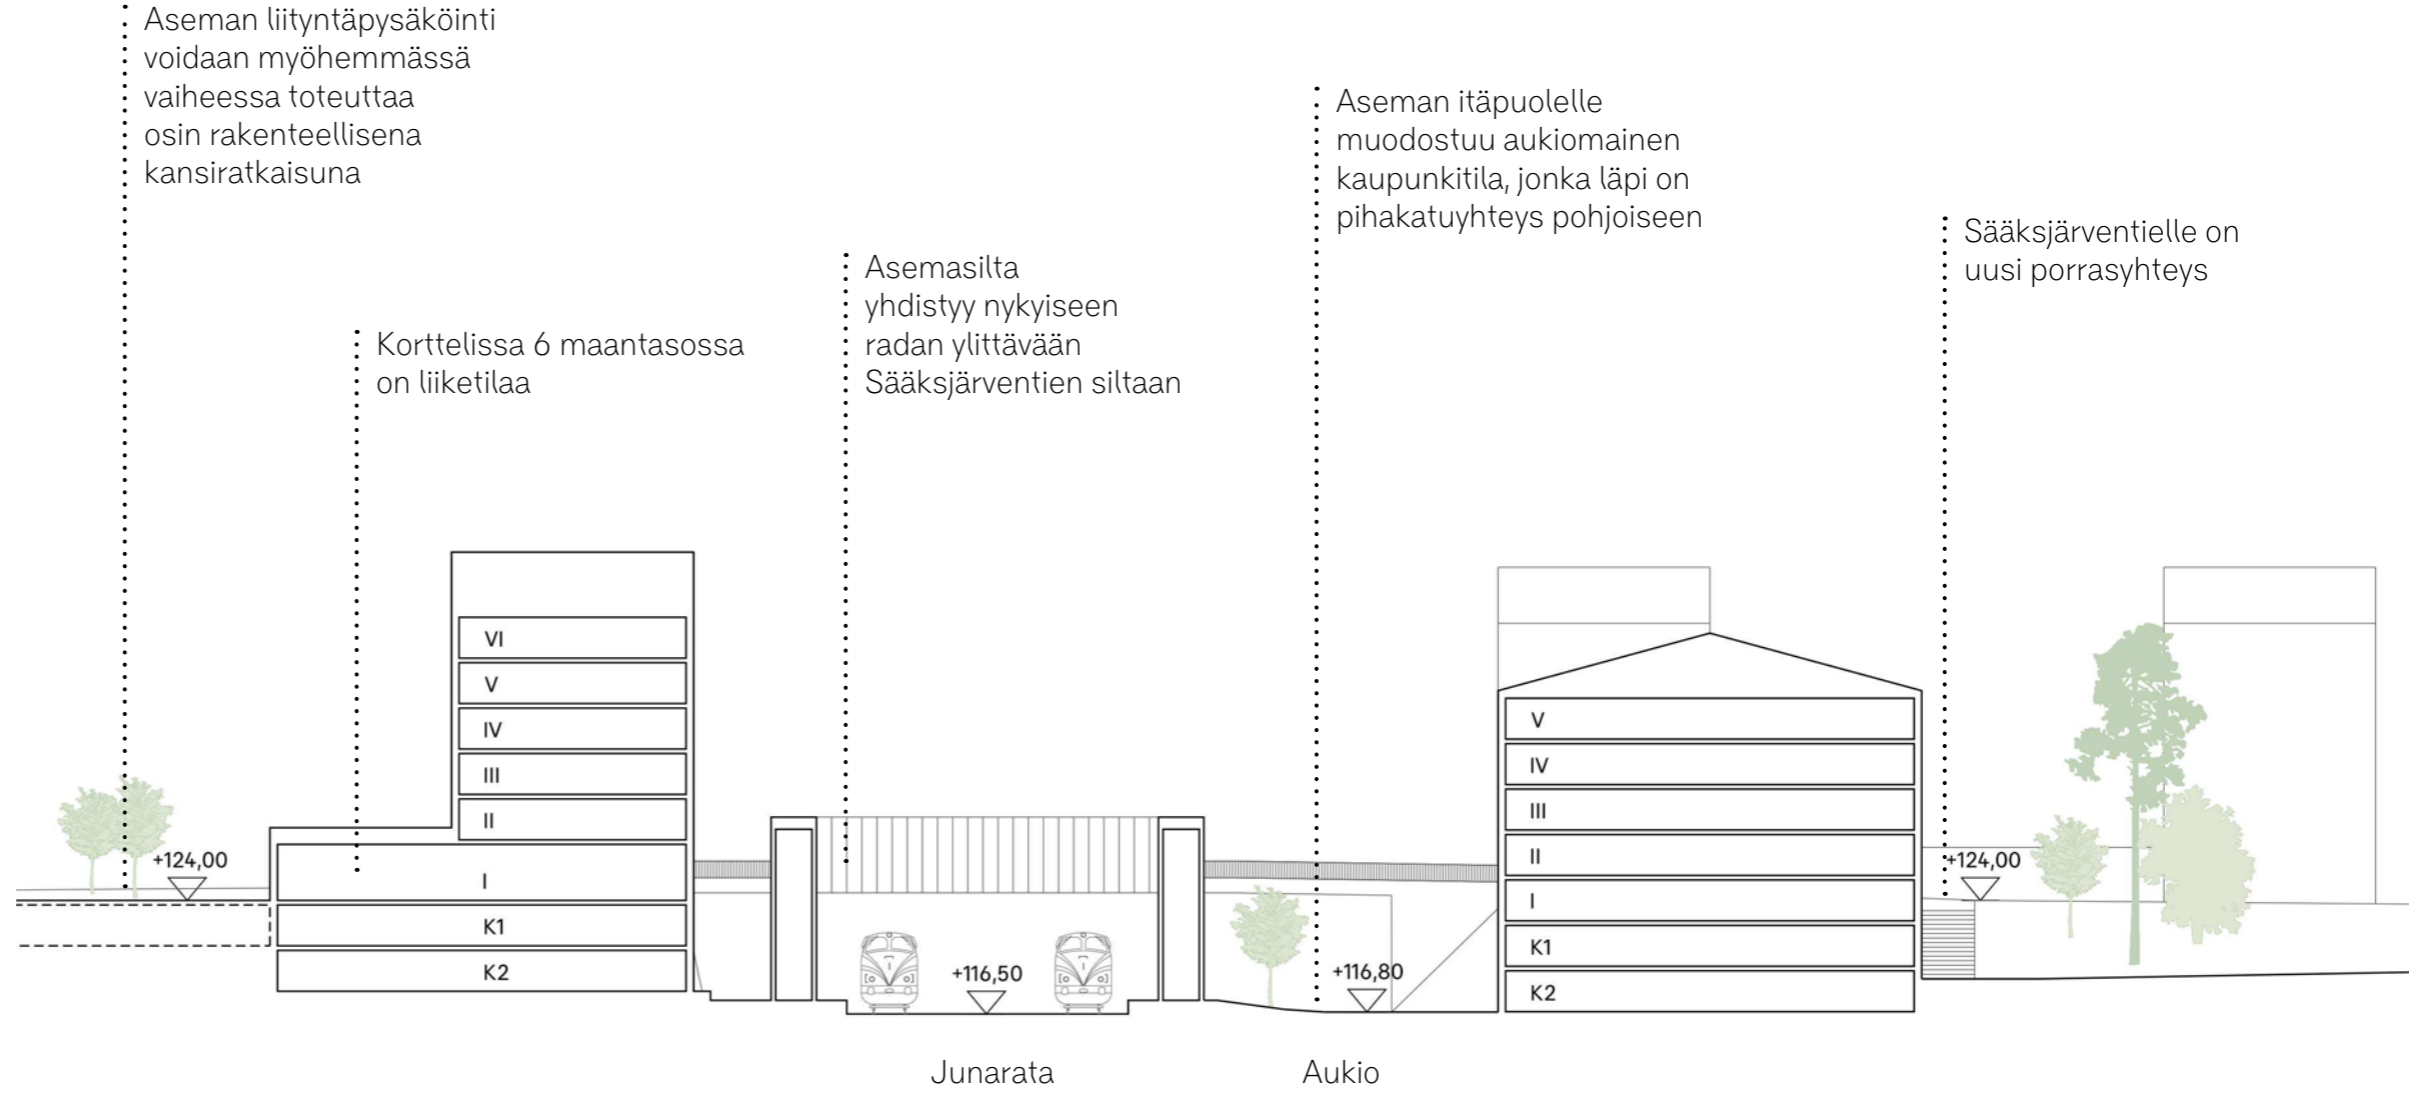 Aseman liityntäpysäköinti
voidaan myöhemmässä
vaiheessa toteuttaa
osin rakenteellisena
kansiratkaisuna
Korttelissa 6 maantasossa
on liiketilaa
Asemasilta
yhdistyy nykyiseen
radan ylittävään
Sääksjärventien siltaan
Aseman itäpuolelle
muodostuu aukiomainen
kaupunkitila, jonka läpi on
pihakatuyhteys pohjoiseen
Sääksjärventielle on
uusi porrasyhteys
+124,00
VI
V
IV
III
II
I
K1
K2
+116,50
+116,80
V
IV
III
II
I
K1
K2
+124,00
Junarata
Aukio